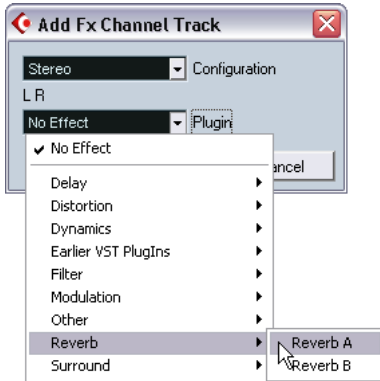 Add Fx Channel Track
Stereo Configuration
L R
No Effect Plugin
No Effect
ancel
Delay
Distortion
Dynamics
Earlier VST PlugIns
Filter
Modulation
Other
Reverb Reverb A
Surround Reverb B